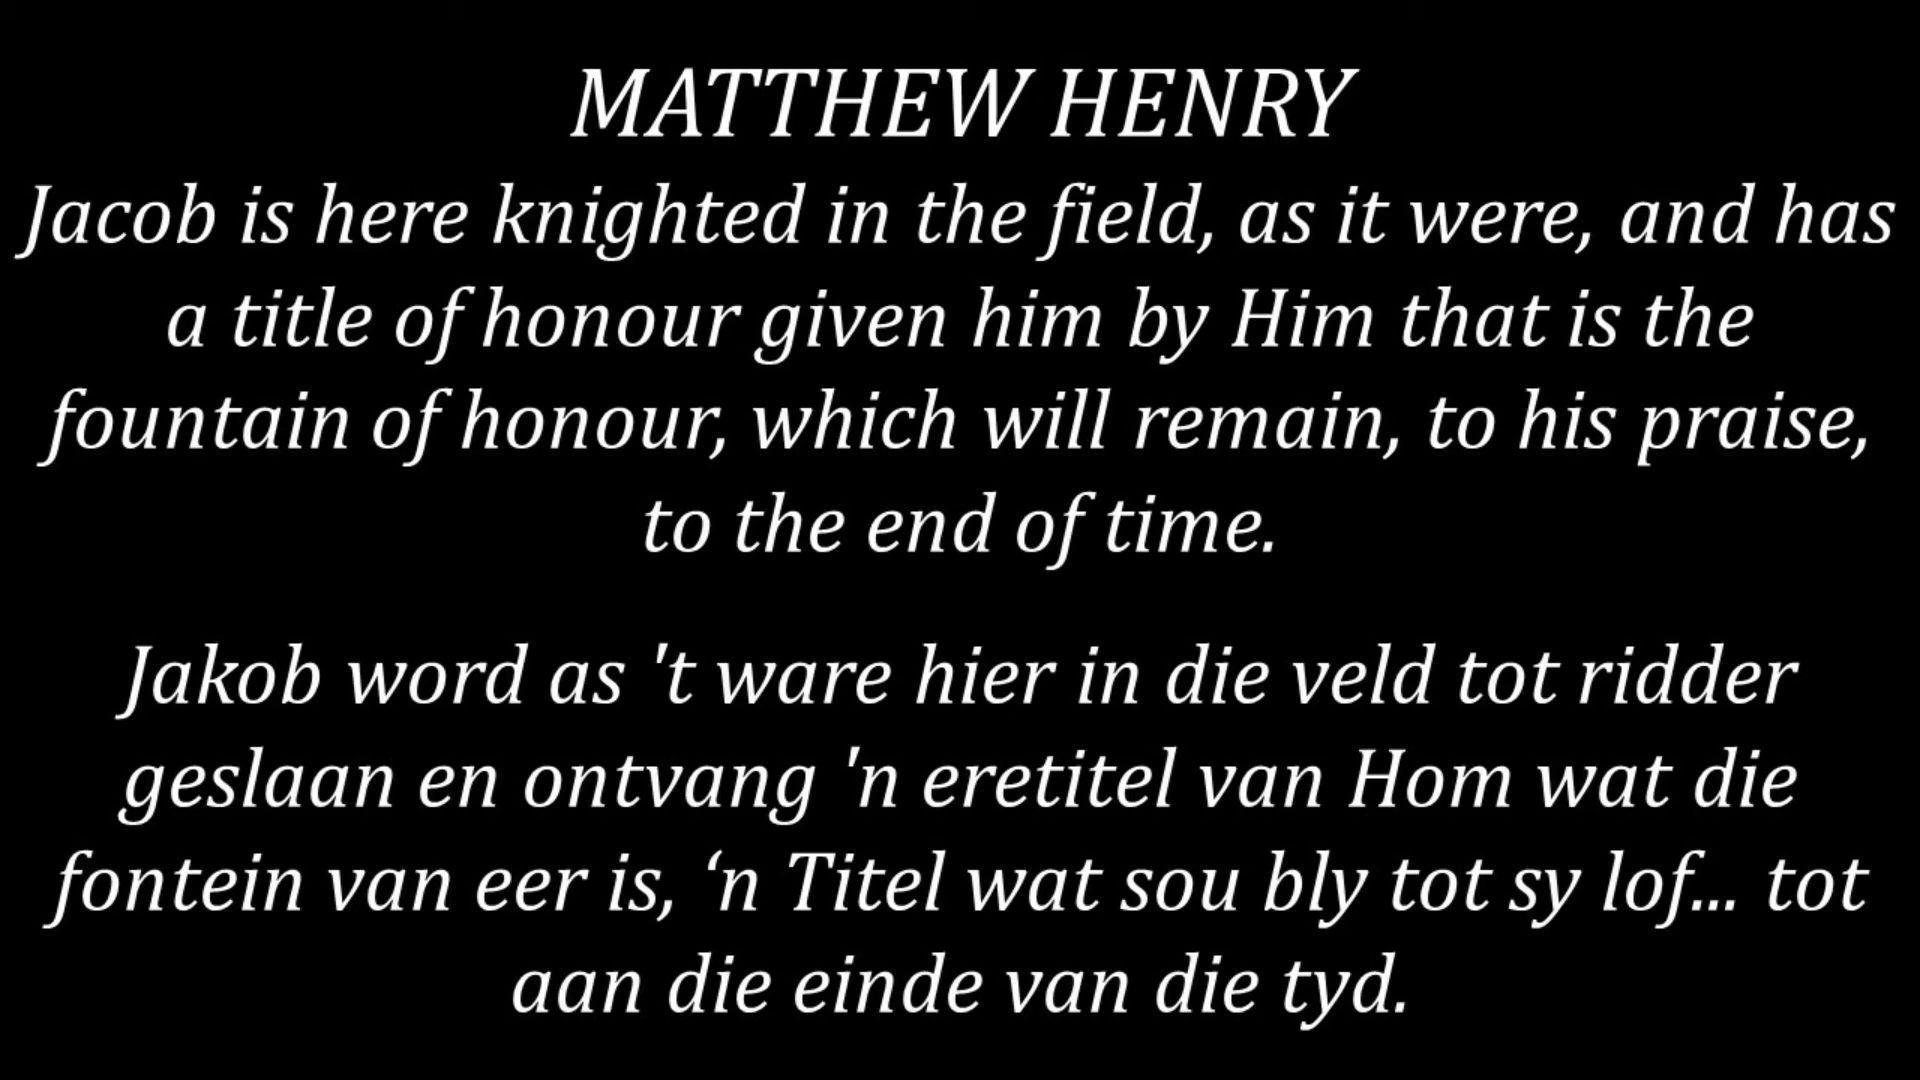 MATTHEW HENRY
Jacob is here knighted in the field, as it were, and has
a title of honour given him by Him that is the
fountain of honour, which will remain, to his praise,
to the end of time.
Jakob word as 't ware hier in die veld tot ridder
geslaan en ontvang 'n eretitel van Hom wat die
fontein van eer is, ‘n Titel wat sou bly tot sy lof... tot
aan die einde van die tyd.